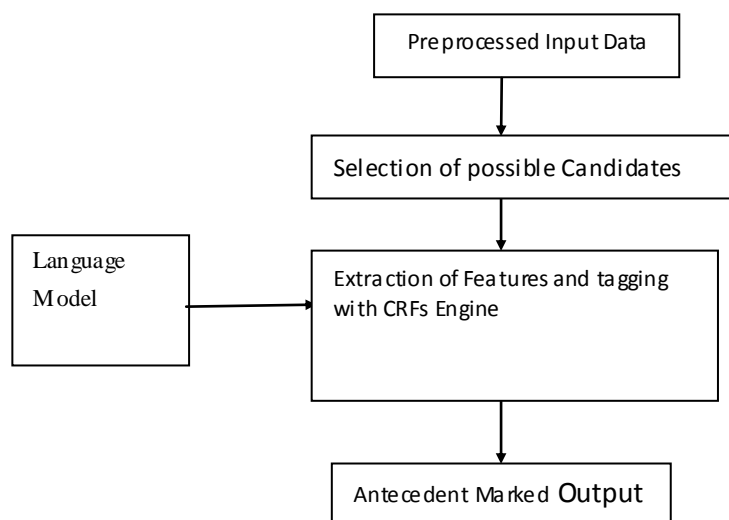 Preprocessed Input Data
Selection of possible Candidates
Language
Model
Extraction of Features and tagging
with CRFs Engine
Antecedent Marked Output